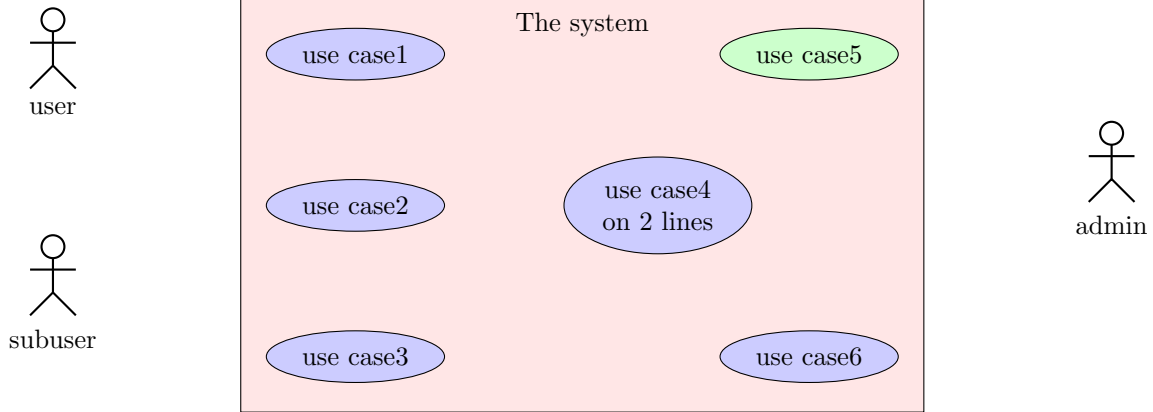 The system
use case1
use case5
user
use case2
use case4
on 2 lines
admin
subuser
use case3
use case6